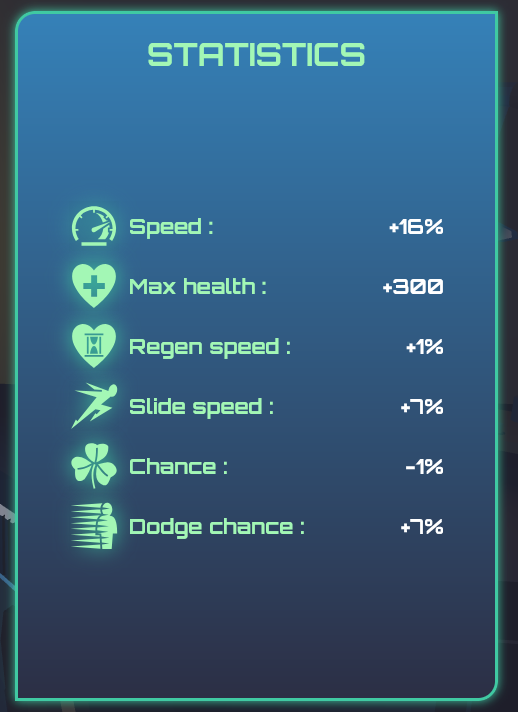 STATISTICS
Speed : +16%
Max health : +300
Regen speed : +1%
Slide speed : +7%
Chance : -1%
Dodge chance : +7%